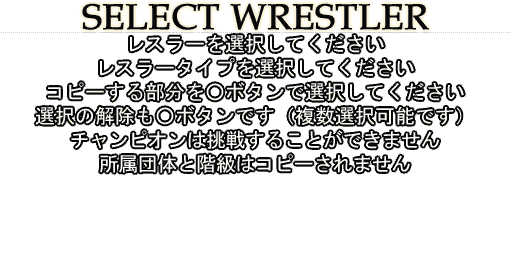 SELECT WRESTLER
レスラーを選択してください
レスラータイプを選択してください
コピーする部分を○ボタンで選択してください
選択の解除も○ボタンです（複数選択可能です）
チャンピオンは挑戦することができません
所属団体と階級はコピーされません